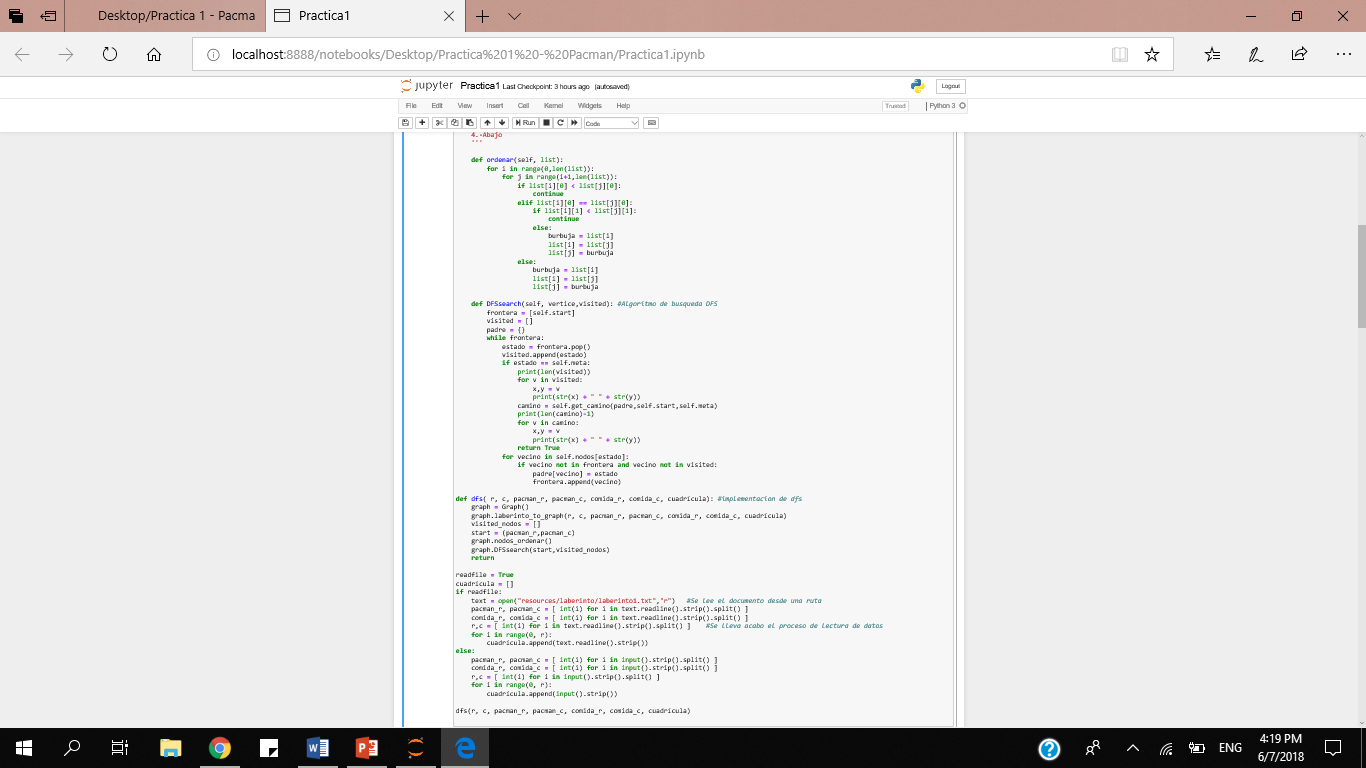 Desktop/Practica 1 - Pacma
Practica1
localhost:8888/notebooks/Desktop/Practica%201%20-%20Pacman/Practica1.ipynb
jupyter Practica1 Last Checkpoint: 3 hours ago (autosaved)
Logout
File Edit View Insert Cell Kernel Widgets Help
Trusted Python 3
Run Code
4.-Abajo
'''
def ordenar(self, list):
for i in range(0,len(list)):
for j in range(i+1,len(list)):
if list[i][0] < list[j][0]:
continue
elif list[i][0] == list[j][0]:
if list[i][1] < list[j][1]:
continue
else:
burbuja = list[i]
list[i] = list[j]
list[j] = burbuja
else:
burbuja = list[i]
list[i] = list[j]
list[j] = burbuja
def DFSsearch(self, vertice,visited): #Algoritmo de busqueda DFS
frontera = [self.start]
visited = []
padre = {}
while frontera:
estado = frontera.pop()
visited.append(estado)
if estado == self.meta:
print(len(visited))
for v in visited:
x,y = v
print(str(x) + " " + str(y))
camino = self.get_camino(padre,self.start,self.meta)
print(len(camino)-1)
for v in camino:
x,y = v
print(str(x) + " " + str(y))
return True
for vecino in self.nodos[estado]:
if vecino not in frontera and vecino not in visited:
padre[vecino] = estado
frontera.append(vecino)
def dfs( r, c, pacman_r, pacman_c, comida_r, comida_c, cuadricula): #implementacion de dfs
graph = Graph()
graph.laberinto_to_graph(r, c, pacman_r, pacman_c, comida_r, comida_c, cuadricula)
visited_nodos = []
start = (pacman_r,pacman_c)
graph.nodos_ordenar()
graph.DFSsearch(start,visited_nodos)
return
readfile = True
cuadricula = []
if readfile:
text = open("resources/laberinto/laberinto1.txt","r") #Se lee el documento desde una ruta
pacman_r, pacman_c = [ int(i) for i in text.readline().strip().split() ]
comida_r, comida_c = [ int(i) for i in text.readline().strip().split() ]
r,c = [ int(i) for i in text.readline().strip().split() ] #Se lleva acabo el proceso de lectura de datos
for i in range(0, r):
cuadricula.append(text.readline().strip())
else:
pacman_r, pacman_c = [ int(i) for i in input().strip().split() ]
comida_r, comida_c = [ int(i) for i in input().strip().split() ]
r,c = [ int(i) for i in input().strip().split() ]
for i in range(0, r):
cuadricula.append(input().strip())
dfs(r, c, pacman_r, pacman_c, comida_r, comida_c, cuadricula)
ENG
4:19 PM
6/7/2018